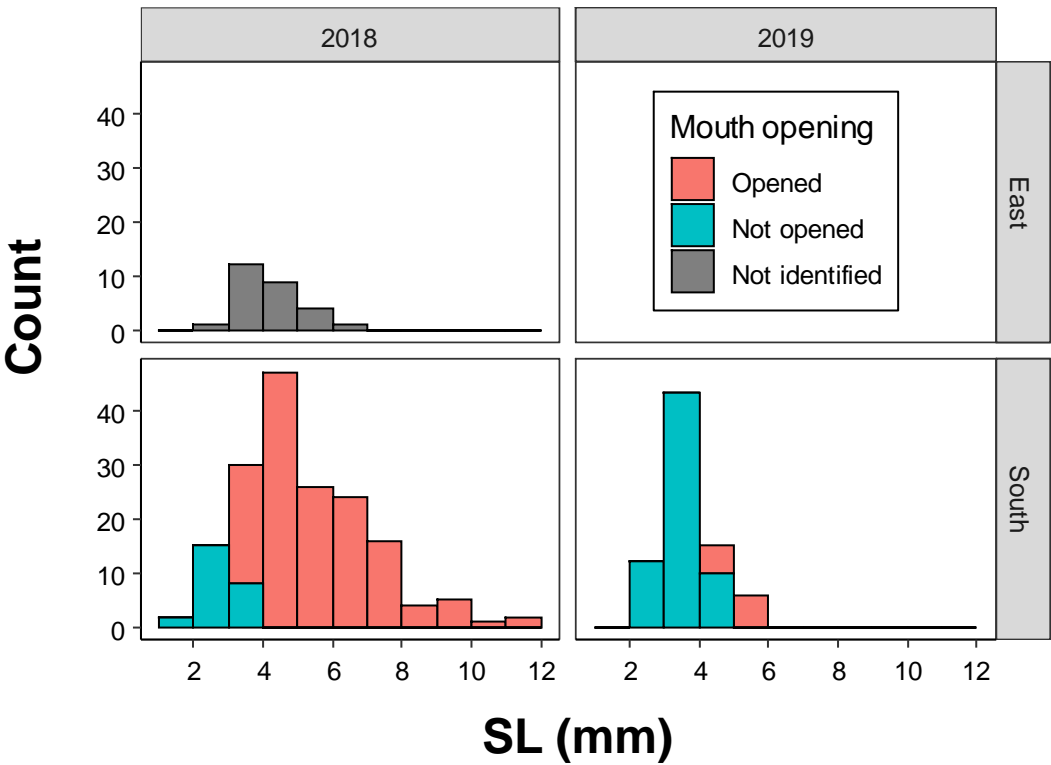 2018
2019
Mouth opening
Opened
Not opened
Not identified
East
South
Count
40
30
20
10
0
40
30
20
10
0
2 4 6 8 10 12
2 4 6 8 10 12
SL (mm)